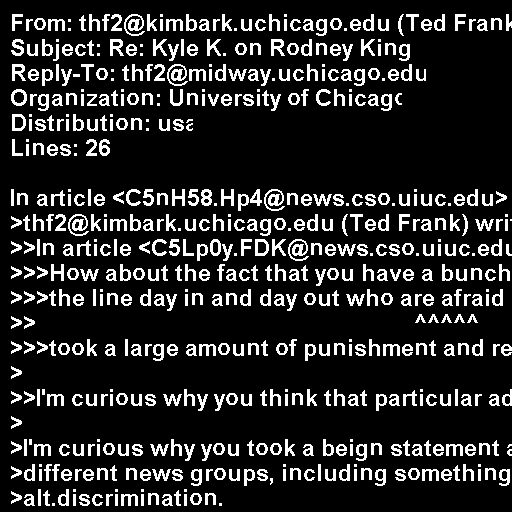 From: thf2@kimbark.uchicago.edu (Ted Frank
Subject: Re: Kyle K. on Rodney King
Reply-To: thf2@midway.uchicago.edu
Organization: University of Chicago
Distribution: usa
Lines: 26

In article <C5nH58.Hp4@news.cso.uiuc.edu>
>thf2@kimbark.uchicago.edu (Ted Frank) writ
>>In article <C5Lp0y.FDK@news.cso.uiuc.edu
>>>How about the fact that you have a bunch
>>>the line day in and day out who are afraid
>> ^^^^^
>>>took a large amount of punishment and re
>
>>I'm curious why you think that particular ad
>
>I'm curious why you took a beign statement a
>different news groups, including something
>alt.discrimination.